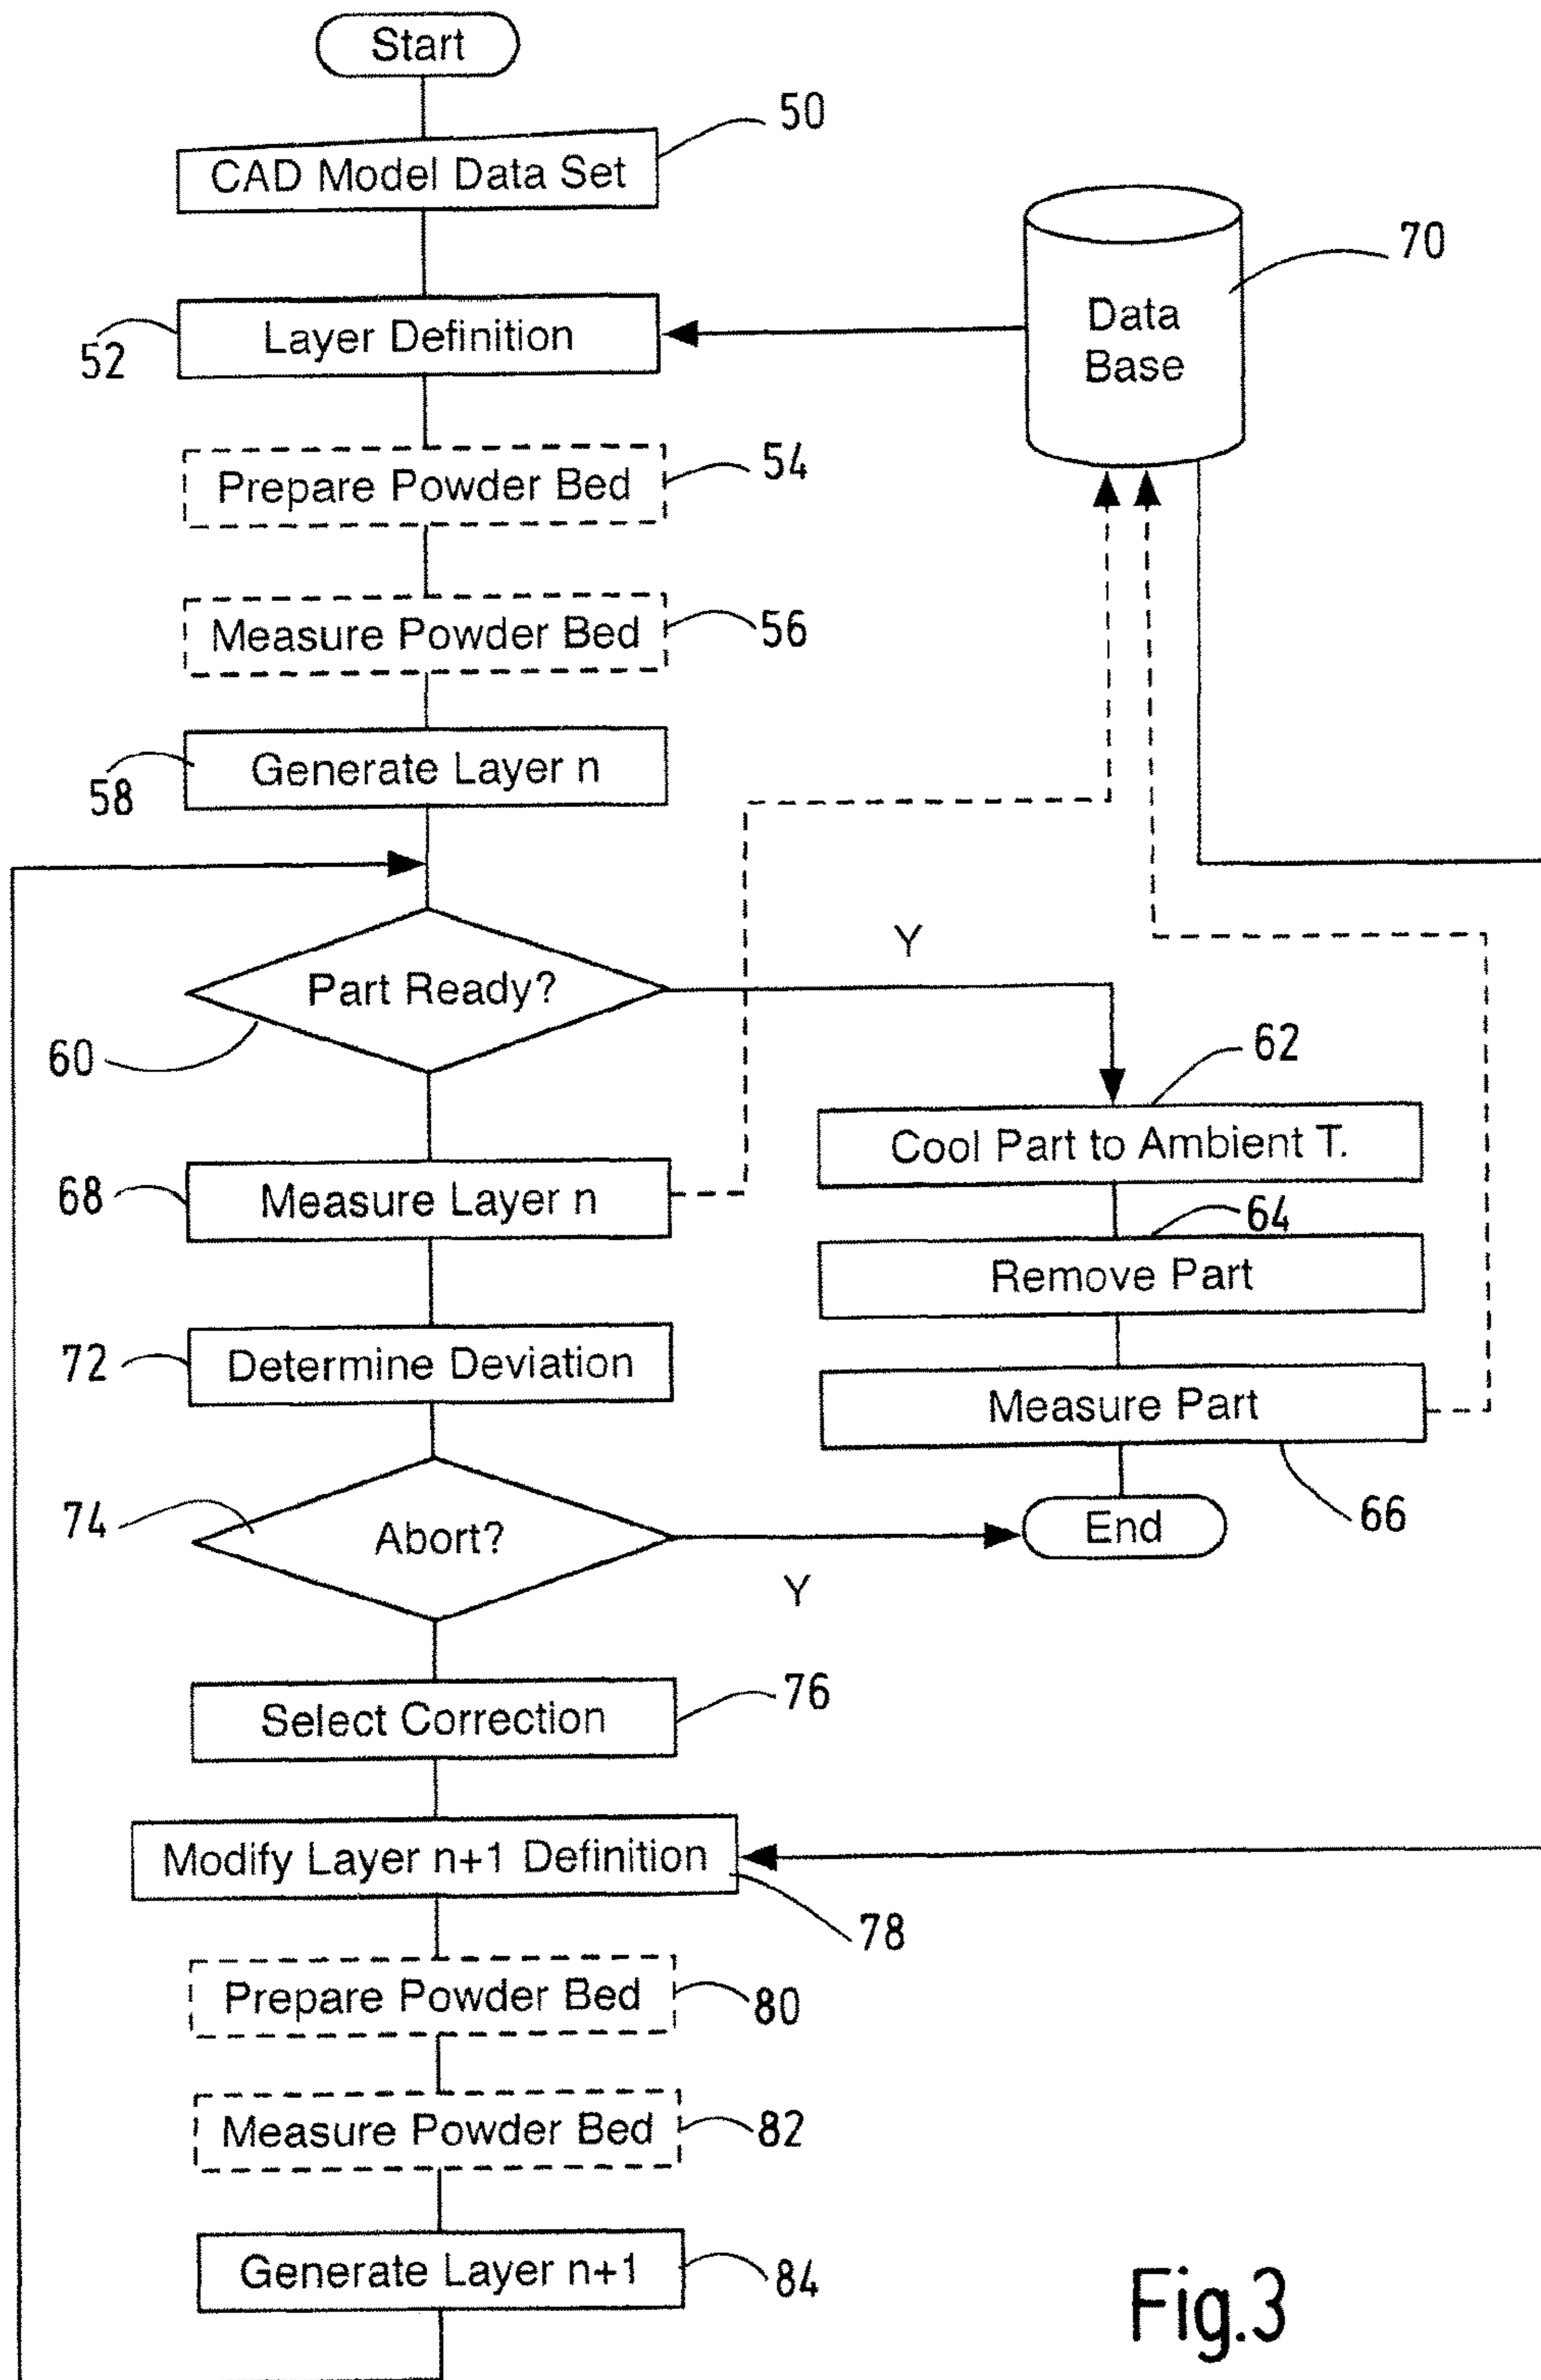 Start
50
CAD Model Data Set
70
Data
Base
52
Layer Definition
54
Prepare Powder Bed
56
Measure Powder Bed
58
Generate Layer n
Y
60
Part Ready?
62
Cool Part to Ambient T.
68
Measure Layer n
64
Remove Part
72
Determine Deviation
Measure Part
66
74
Abort?
End
Y
76
Select Correction
Modify Layer n+1 Definition
78
Prepare Powder Bed
80
Measure Powder Bed
82
Generate Layer n+1
84
Fig.3